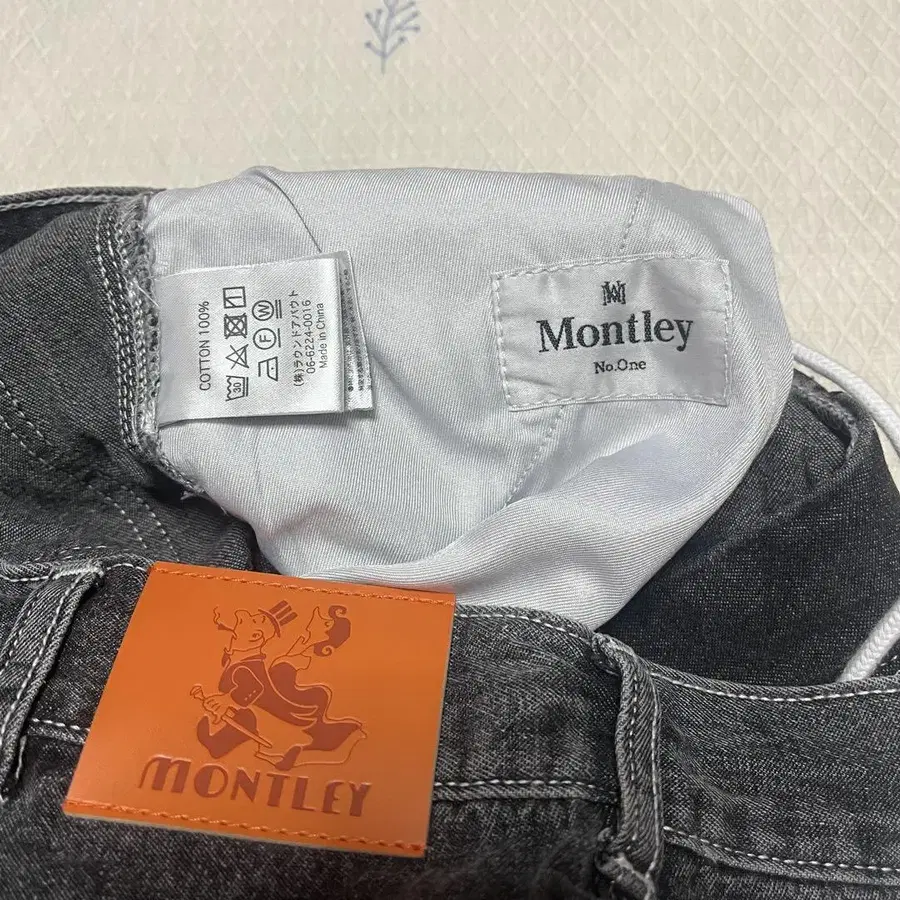 COTTON 100%
30
W
F
(株)ラウンドアバウト
06-6224-0016
Made in China
M
Montley
No.One
MONTLEY